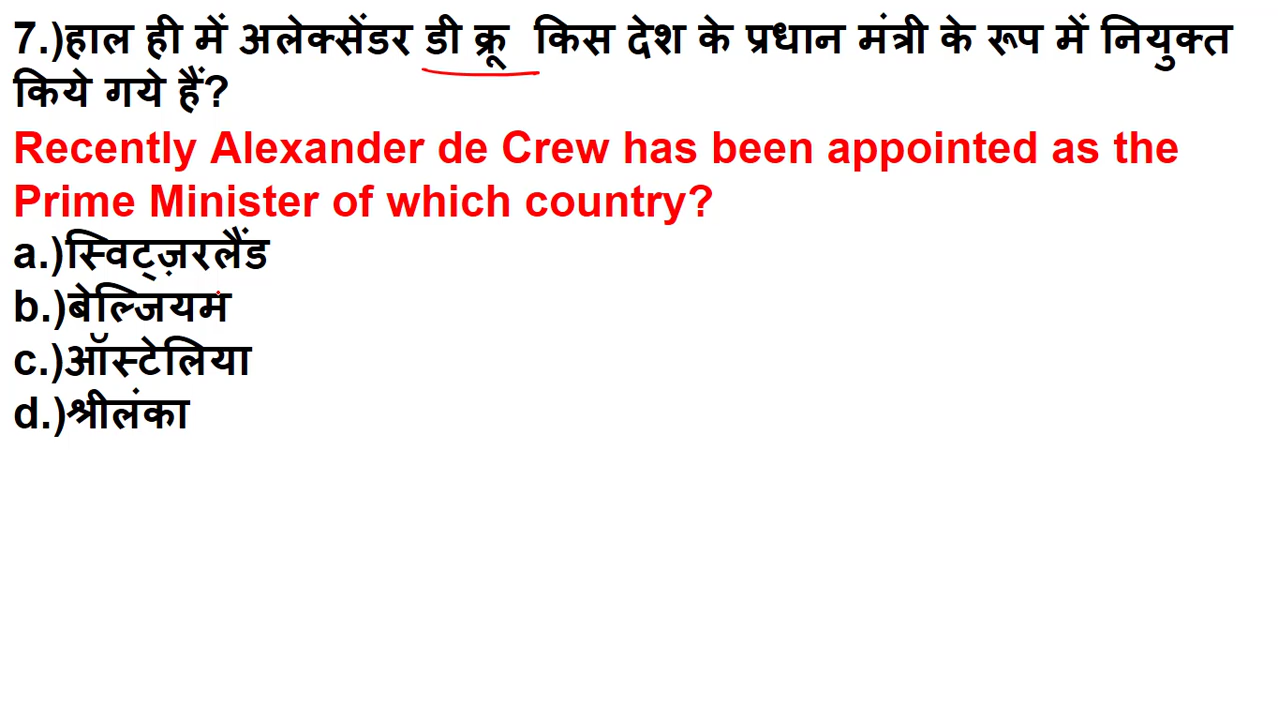 7.)हाल ही में अलेक्सेंडर डी क्रू  किस देश के प्रधान मंत्री के रूप में नियुक्त
किये गये हैं?
Recently Alexander de Crew has been appointed as the
Prime Minister of which country?
a.)स्विट्ज़रलैंड
b.)बेल्जियम
c.)ऑस्टेलिया
d.)श्रीलंका